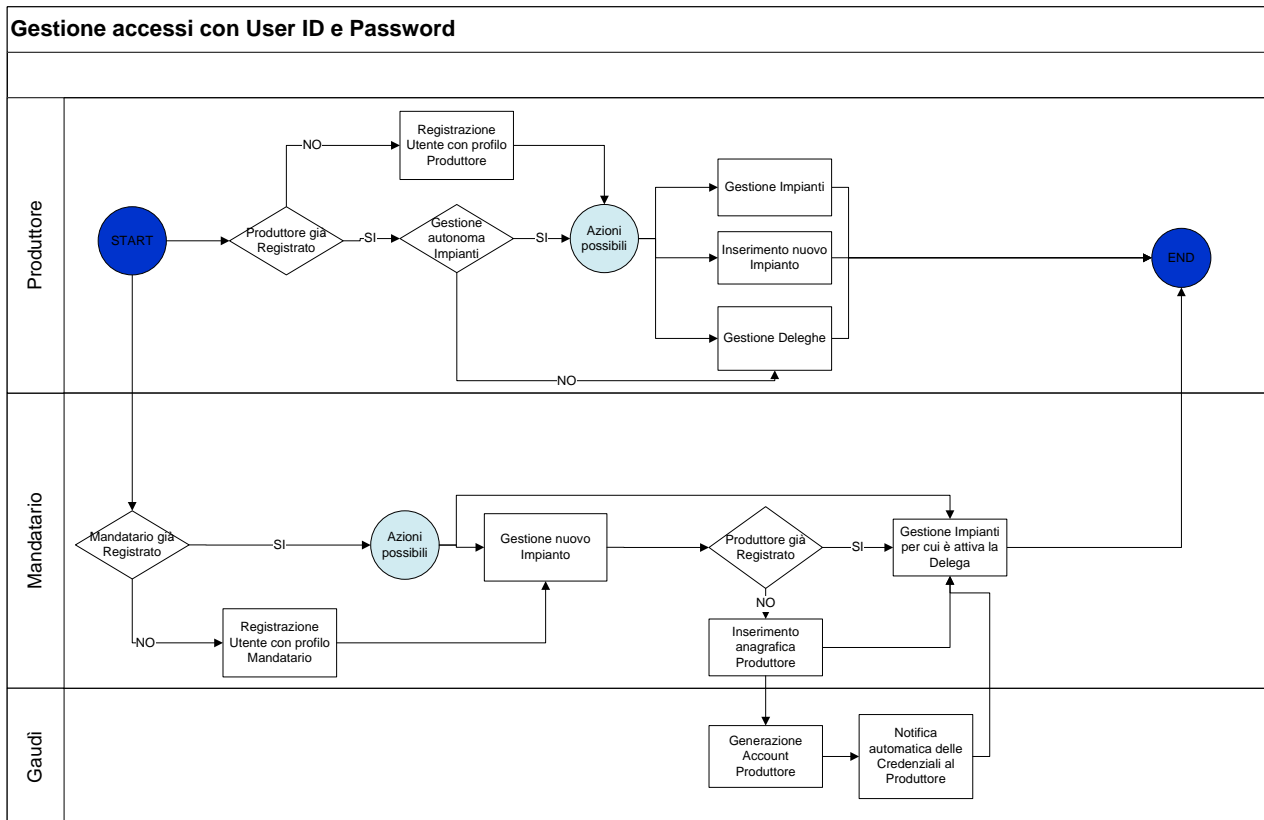 Gestione accessi con User ID e Password
Produttore
START
Produttore già
Registrato
NO
SI
Registrazione
Utente con profilo
Produttore
Gestione
autonoma
Impianti
SI
NO
Azioni
possibili
Gestione Impianti
Inserimento nuovo
Impianto
Gestione Deleghe
END
Mandatario
Mandatario già
Registrato
SI
NO
Registrazione
Utente con profilo
Mandatario
Azioni
possibili
Gestione nuovo
Impianto
Produttore già
Registrato
SI
NO
Gestione Impianti
per cui è attiva la
Delega
Inserimento
anagrafica
Produttore
Gaudì
Generazione
Account
Produttore
Notifica
automatica delle
Credenziali al
Produttore